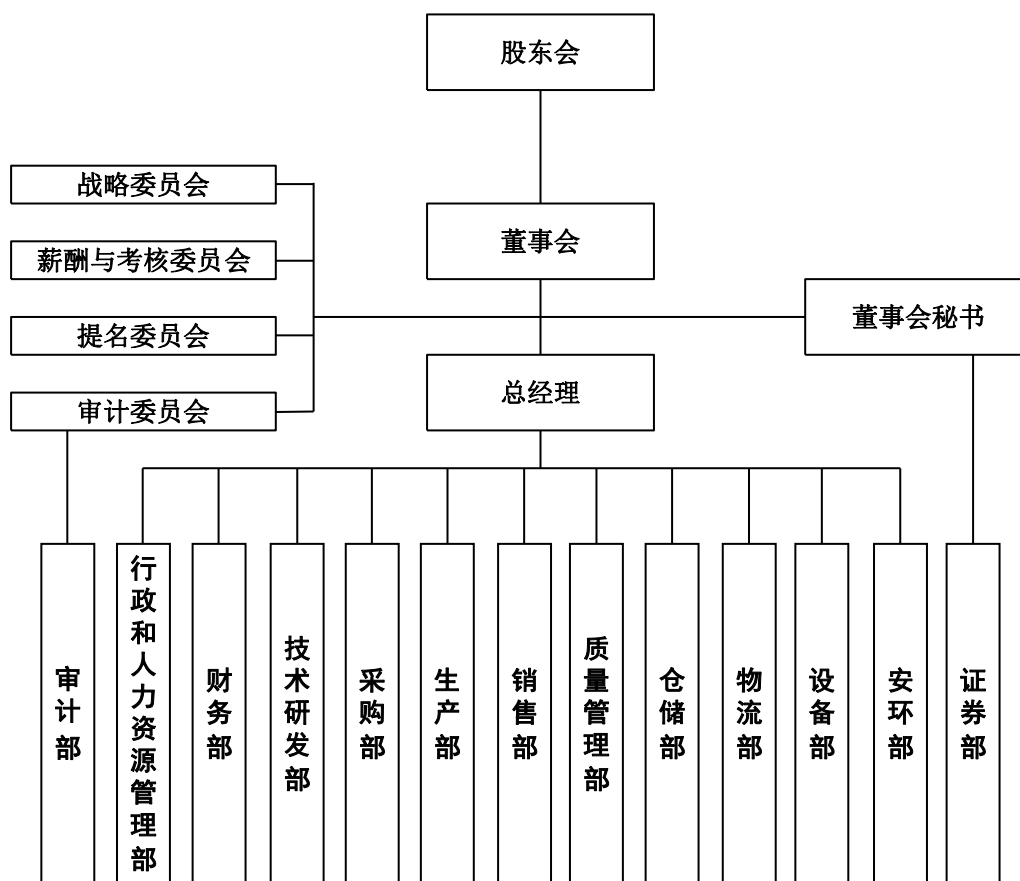 股东会
战略委员会
董事会
薪酬与考核委员会
董事会秘书
提名委员会
总经理
审计委员会
审计部
行政和人力资源管理部
财务部
技术研发部
采购部
生产部
销售部
质量管理部
仓储部
物流部
设备部
安环部
证券部